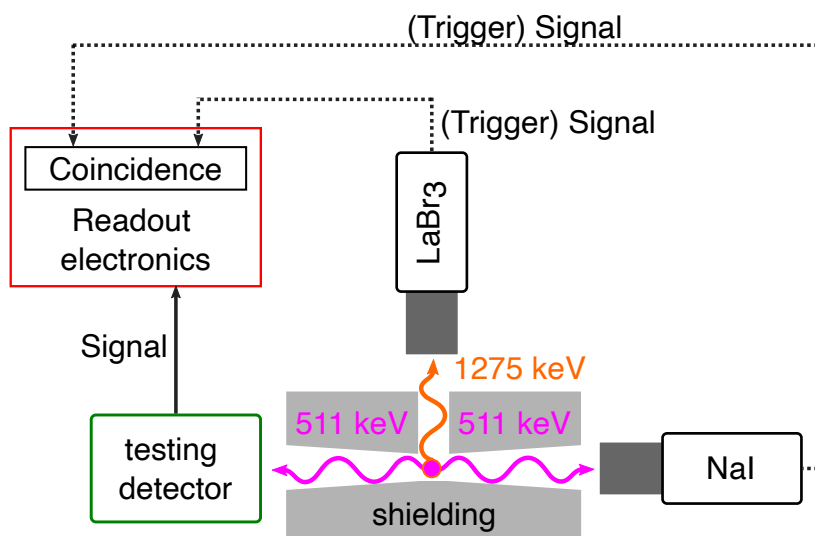 (Trigger) Signal
(Trigger) Signal
Coincidence
Readout
electronics
LaBr3
Signal
1275 keV
511 keV
511 keV
testing
detector
NaI
shielding